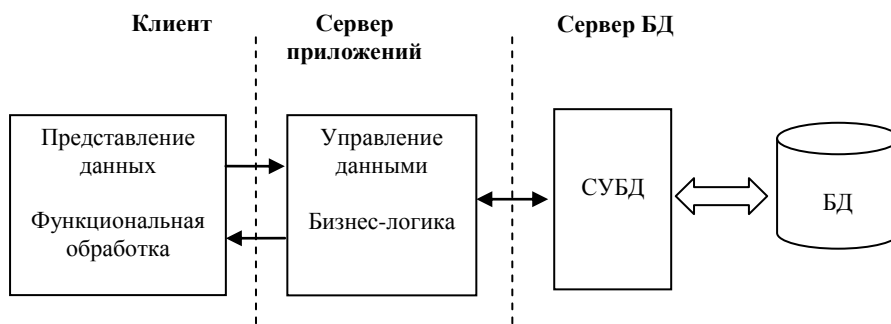 Клиент
Сервер
приложений
Сервер БД
Представление
данных
Функциональная
обработка
Управление
данными
Бизнес-логика
СУБД
БД